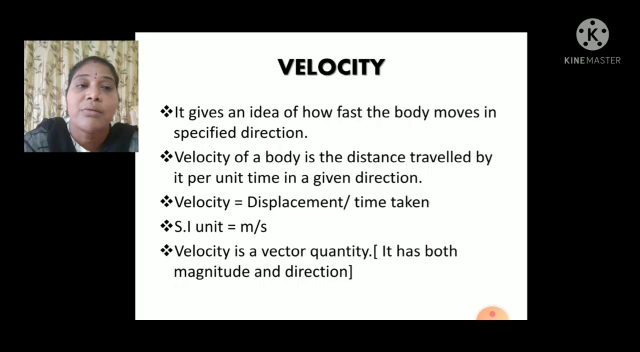 VELOCITY
❖It gives an idea of how fast the body moves in
specified direction.
❖Velocity of a body is the distance travelled by
it per unit time in a given direction.
❖Velocity = Displacement/ time taken
❖S.I unit = m/s
❖Velocity is a vector quantity.[ It has both
magnitude and direction]
K
KINEMASTER